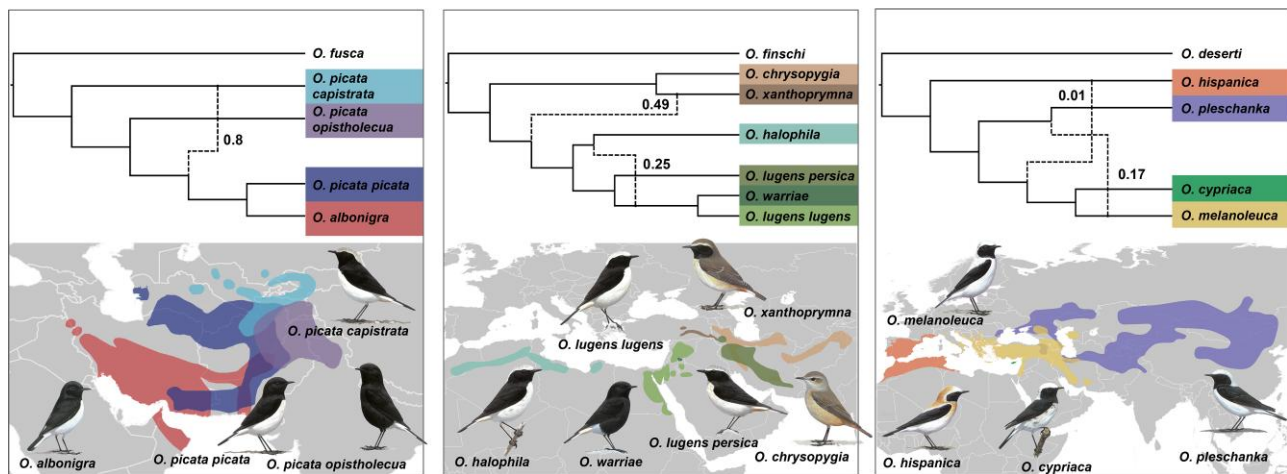 O. fusca
O. picata
capistrata
O. picata
opistholecua
0.8
O. picata picata
O. albonigra
O. picata capistrata
O. albonigra
O. picata picata
O. picata opistholecua
O. finschi
O. chrysopygia
O. xanthoprymna
0.49
O. halophila
0.25
O. lugens persica
O. warriae
O. lugens lugens
O. xanthoprymna
O. lugens lugens
O. lugens persica
O. halophila
O. warriae
O. chrysopygia
O. deserti
O. hispanica
0.01
O. pleschanka
0.17
O. cypriaca
O. melanoleuca
O. melanoleuca
O. hispanica
O. cypriaca
O. pleschanka